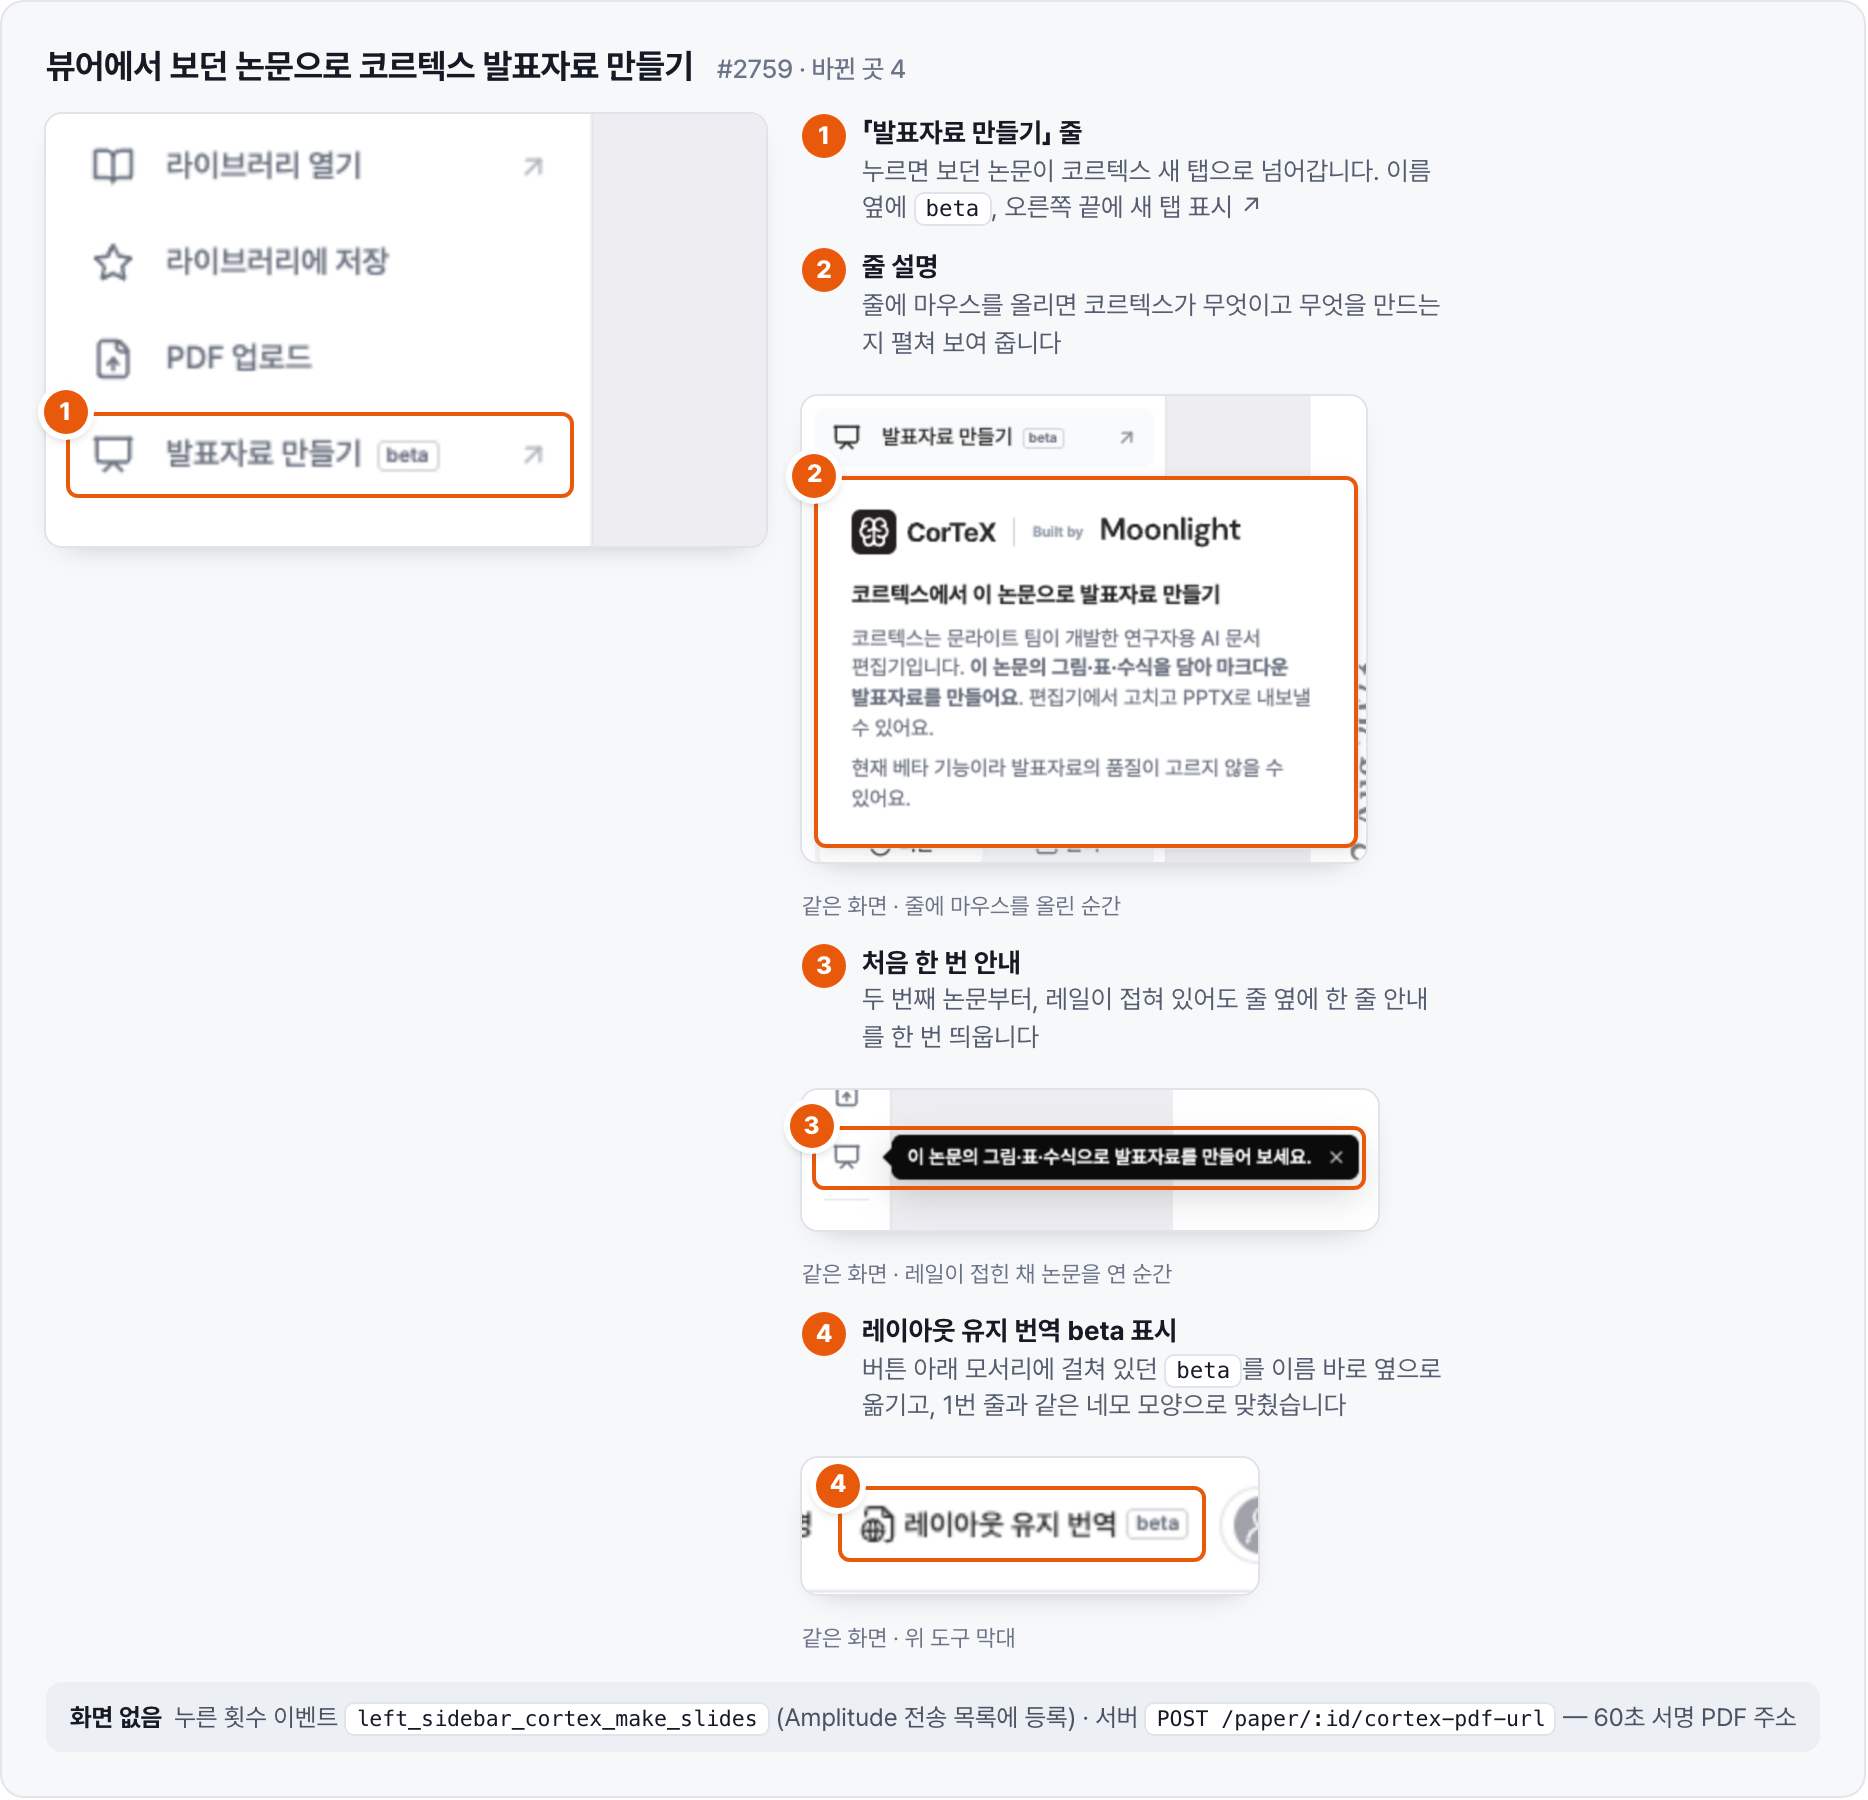 뷰어에서 보던 논문으로 코르텍스 발표자료 만들기 #2759 · 바뀐 곳 4
라이브러리 열기
라이브러리에 저장
PDF 업로드
1
발표자료 만들기 beta
1 「발표자료 만들기」 줄
누르면 보던 논문이 코르텍스 새 탭으로 넘어갑니다. 이름
옆에 beta, 오른쪽 끝에 새 탭 표시 ↗
2 줄 설명
줄에 마우스를 올리면 코르텍스가 무엇이고 무엇을 만드는
지 펼쳐 보여 줍니다
발표자료 만들기 beta
2
CorTeX | Built by Moonlight
코르텍스에서 이 논문으로 발표자료 만들기
코르텍스는 문라이트 팀이 개발한 연구자용 AI 문서
편집기입니다. 이 논문의 그림·표·수식을 담아 마크다운
발표자료를 만들어요. 편집기에서 고치고 PPTX로 내보낼
수 있어요.
현재 베타 기능이라 발표자료의 품질이 고르지 않을 수
있어요.
같은 화면 · 줄에 마우스를 올린 순간
3 처음 한 번 안내
두 번째 논문부터, 레일이 접혀 있어도 줄 옆에 한 줄 안내
를 한 번 띄웁니다
3
이 논문의 그림·표·수식으로 발표자료를 만들어 보세요. ×
같은 화면 · 레일이 접힌 채 논문을 연 순간
4 레이아웃 유지 번역 beta 표시
버튼 아래 모서리에 걸쳐 있던 beta를 이름 바로 옆으로
옮기고, 1번 줄과 같은 네모 모양으로 맞췄습니다
4
레이아웃 유지 번역 beta
같은 화면 · 위 도구 막대
화면 없음 누른 횟수 이벤트 left_sidebar_cortex_make_slides (Amplitude 전송 목록에 등록) · 서버 POST /paper/:id/cortex-pdf-url — 60초 서명 PDF 주소